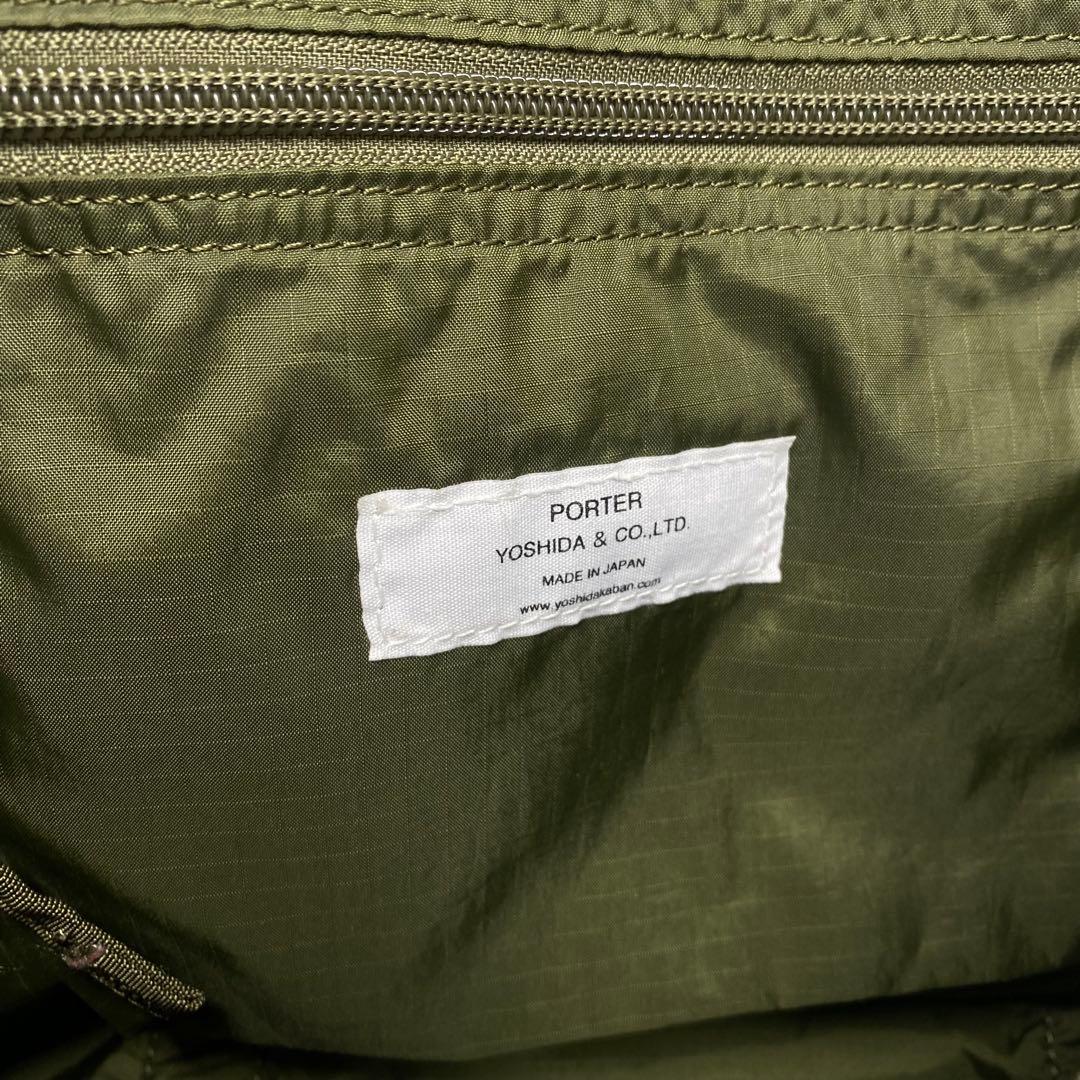 PORTER
YOSHIDA & CO.,LTD.
MADE IN JAPAN
www.yoshidakaban.com